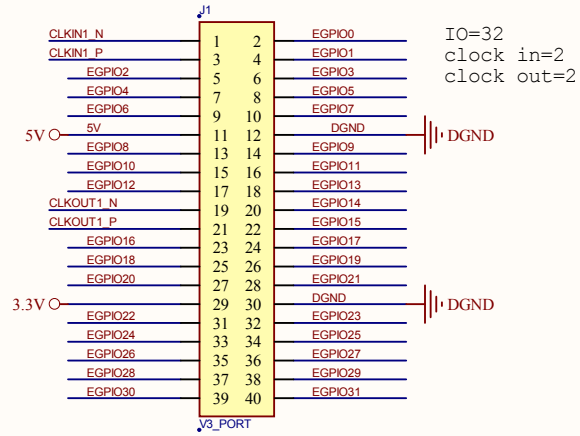 J1
CLKIN1_N 1 2 EGPIO0
CLKIN1_P 3 4 EGPIO1
EGPIO2 5 6 EGPIO3
EGPIO4 7 8 EGPIO5
EGPIO6 9 10 EGPIO7
5V 5V 11 12 DGND DGND
EGPIO8 13 14 EGPIO9
EGPIO10 15 16 EGPIO11
EGPIO12 17 18 EGPIO13
CLKOUT1_N 19 20 EGPIO14
CLKOUT1_P 21 22 EGPIO15
EGPIO16 23 24 EGPIO17
EGPIO18 25 26 EGPIO19
EGPIO20 27 28 EGPIO21
3.3V 29 30 DGND DGND
EGPIO22 31 32 EGPIO23
EGPIO24 33 34 EGPIO25
EGPIO26 35 36 EGPIO27
EGPIO28 37 38 EGPIO29
EGPIO30 39 40 EGPIO31
V3_PORT
IO=32
clock in=2
clock out=2